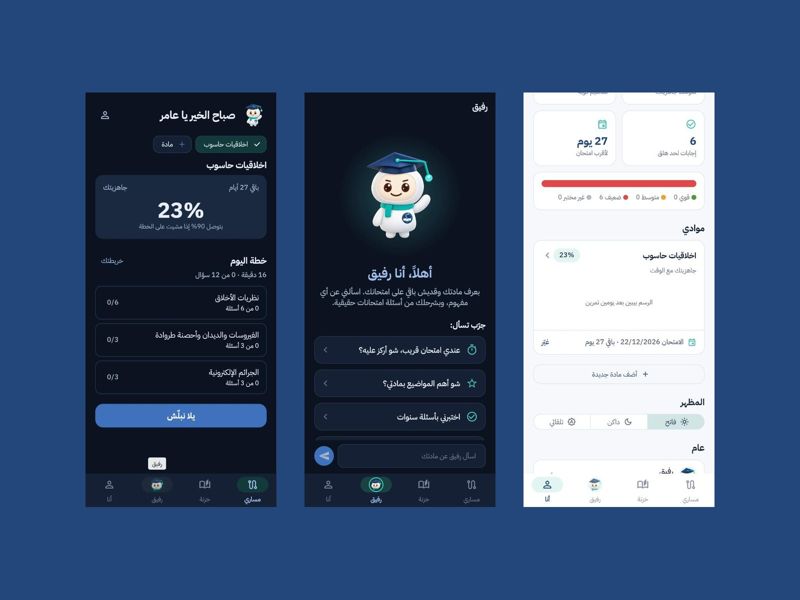 صباح الخير يا عامر
اخلاقيات حاسوب
+ مادة
اخلاقيات حاسوب
جاهزيتك
باقي 27 أيام
23%
بتوصل 90% إذا مشيت على الخطة
خطة اليوم
خريطتك
16 دقيقة · 0 من 12 سؤال
نظريات الأخلاق
0 من 6 أسئلة
0/6
الفيروسات والديدان وأحصنة طروادة
0 من 3 أسئلة
0/3
الجرائم الإلكترونية
0 من 3 أسئلة
0/3
يلا نبلّش
رفيق
مساري
خزنة
رفيق
أنا
رفيق
أهلاً، أنا رفيق
بعرف مادتك وقديش باقي على امتحانك. اسألني عن أي
مفهوم، وبشرحلك من أسئلة امتحانات حقيقية.
جرّب تسأل:
عندي امتحان قريب، شو أركز عليه؟
شو أهم المواضيع بمادتي؟
اختبرني بأسئلة سنوات
اسأل رفيق عن مادتك
مساري
خزنة
رفيق
أنا
6
إجابات لحد هلق
27 يوم
لأقرب امتحان
قوي 0
متوسط 0
ضعيف 6
غير مختبر 0
موادي
اخلاقيات حاسوب
23%
جاهزيتك مع الوقت
الرسم بيبين بعد يومين تمرين
الامتحان 22/12/2026 · باقي 27 يوم
غيّر
+ أضف مادة جديدة
المظهر
فاتح
داكن
تلقائي
عام
رفيق
مساري
خزنة
رفيق
أنا